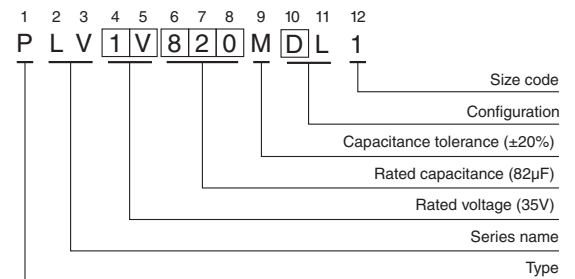 1 2 3 4 5 6 7 8 9 10 11 12
P L V 1 V 8 2 0 M D L 1
Size code
Configuration
Capacitance tolerance (±20%)
Rated capacitance (82μF)
Rated voltage (35V)
Series name
Type